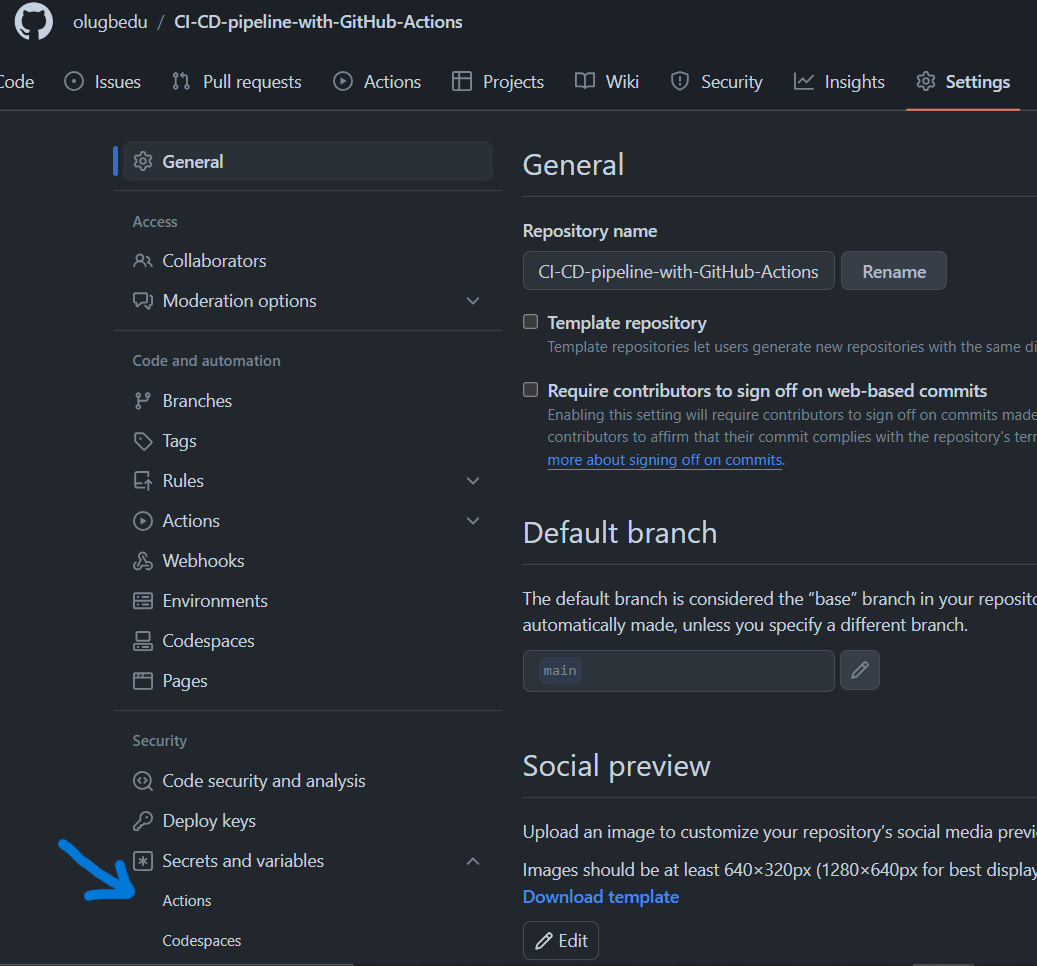 olugbedu / CI-CD-pipeline-with-GitHub-Actions
Code Issues Pull requests Actions Projects Wiki Security Insights Settings
General
Access
Collaborators
Moderation options
Code and automation
Branches
Tags
Rules
Actions
Webhooks
Environments
Codespaces
Pages
Security
Code security and analysis
Deploy keys
Secrets and variables
Actions
Codespaces
General
Repository name
CI-CD-pipeline-with-GitHub-Actions Rename
Template repository
Template repositories let users generate new repositories with the same di
Require contributors to sign off on web-based commits
Enabling this setting will require contributors to sign off on commits made
contributors to affirm that their commit complies with the repository's ter
more about signing off on commits.
Default branch
The default branch is considered the “base” branch in your reposito
automatically made, unless you specify a different branch.
main
Social preview
Upload an image to customize your repository’s social media previ
Images should be at least 640×320px (1280×640px for best display
Download template
Edit